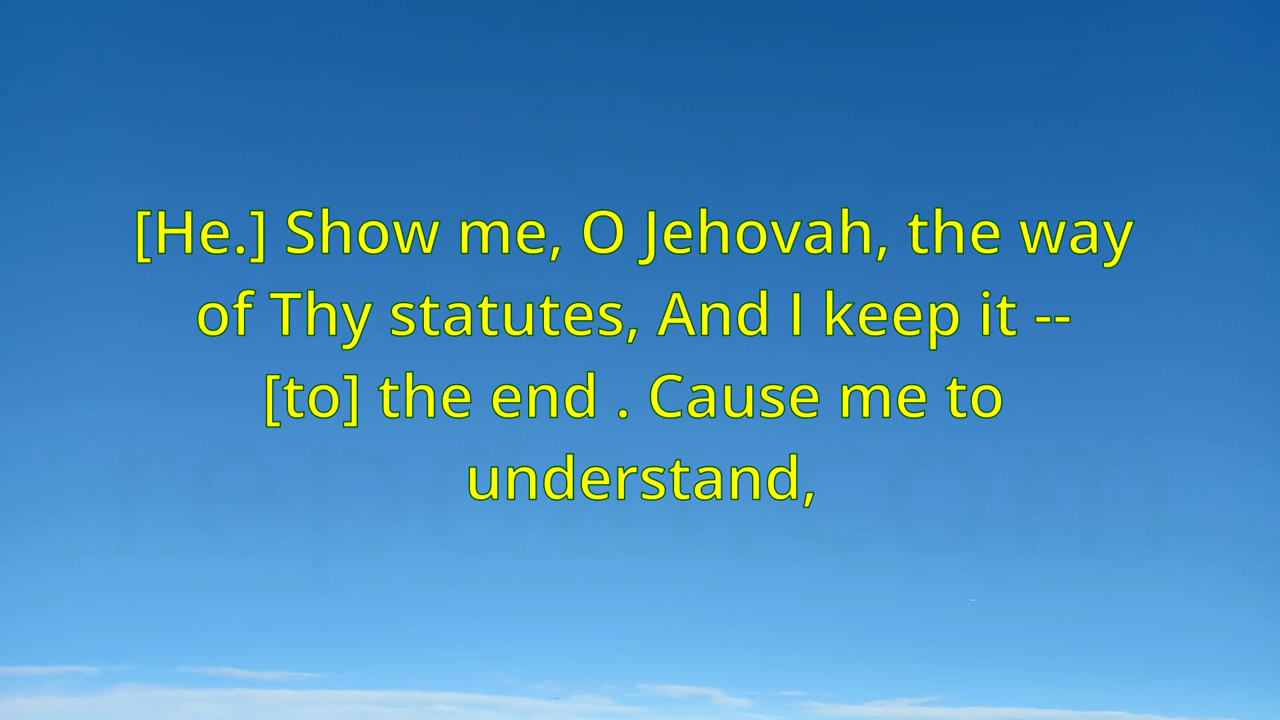 [He.] Show me, O Jehovah, the way
of Thy statutes, And I keep it --
[to] the end . Cause me to
understand,